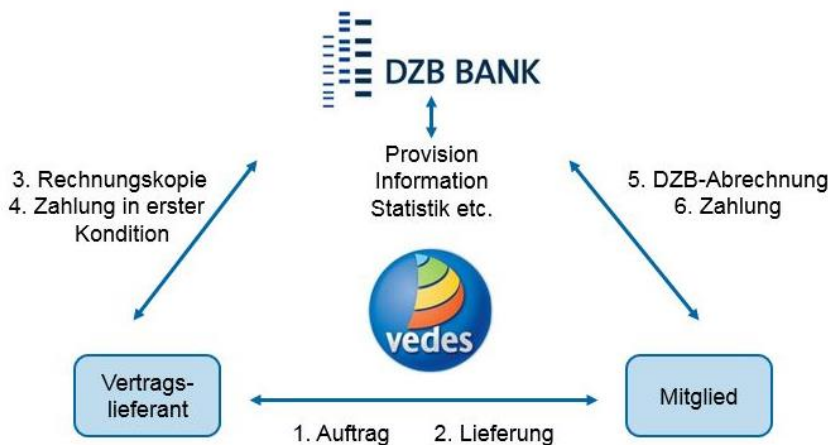 DZB BANK
Provision
Information
Statistik etc.
3. Rechnungskopie
4. Zahlung in erster
Kondition
5. DZB-Abrechnung
6. Zahlung
vedes
Vertrags-
lieferant
Mitglied
1. Auftrag 2. Lieferung